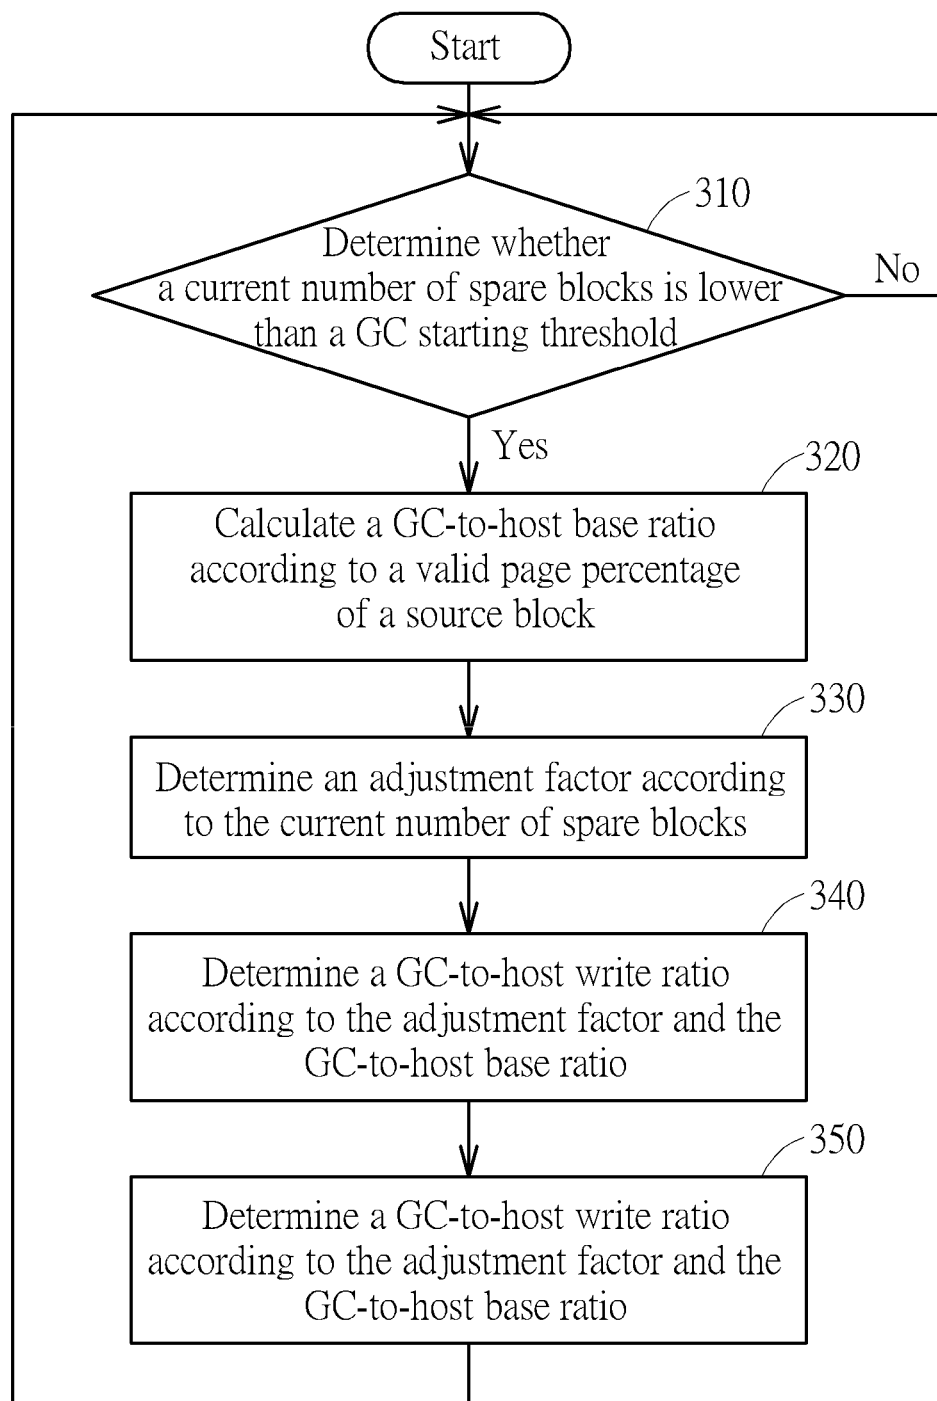 Start
310
Determine whether
a current number of spare blocks is lower
than a GC starting threshold
No
Yes
320
Calculate a GC-to-host base ratio
according to a valid page percentage
of a source block
330
Determine an adjustment factor according
to the current number of spare blocks
340
Determine a GC-to-host write ratio
according to the adjustment factor and the
GC-to-host base ratio
350
Determine a GC-to-host write ratio
according to the adjustment factor and the
GC-to-host base ratio